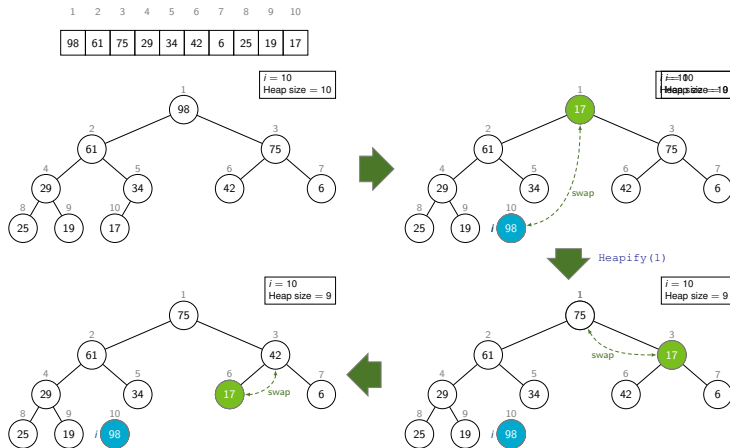 1 2 3 4 5 6 7 8 9 10
98 61 75 29 34 42 6 25 19 17
i = 10
Heap size = 10
1
98
2 3
61 75
4 5 6 7
29 34 42 6
8 9 10
25 19 17
1
17
2 3
61 75
4 5 6 7
29 34 42 6
swap
8 9 10
25 19 i 98
Heapify(1)
i = 10
Heap size = 9
1
75
2 3
61 17
swap
4 5 6 7
29 34 42 6
8 9 10
25 19 i 98
i = 10
Heap size = 9
1
75
2 3
61 42
4 5 6 7
29 34 17 swap 6
8 9 10
25 19 i 98